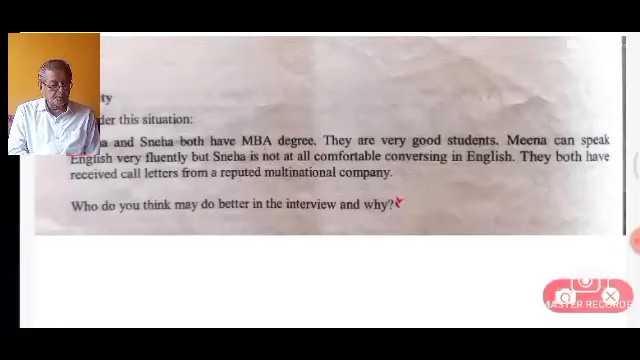 ty
der this situation:
a and Sneha both have MBA degree. They are very good students. Meena can speak
English very fluently but Sneha is not at all comfortable conversing in English. They both have
received call letters from a reputed multinational company.
Who do you think may do better in the interview and why?
MASTER RECORDE